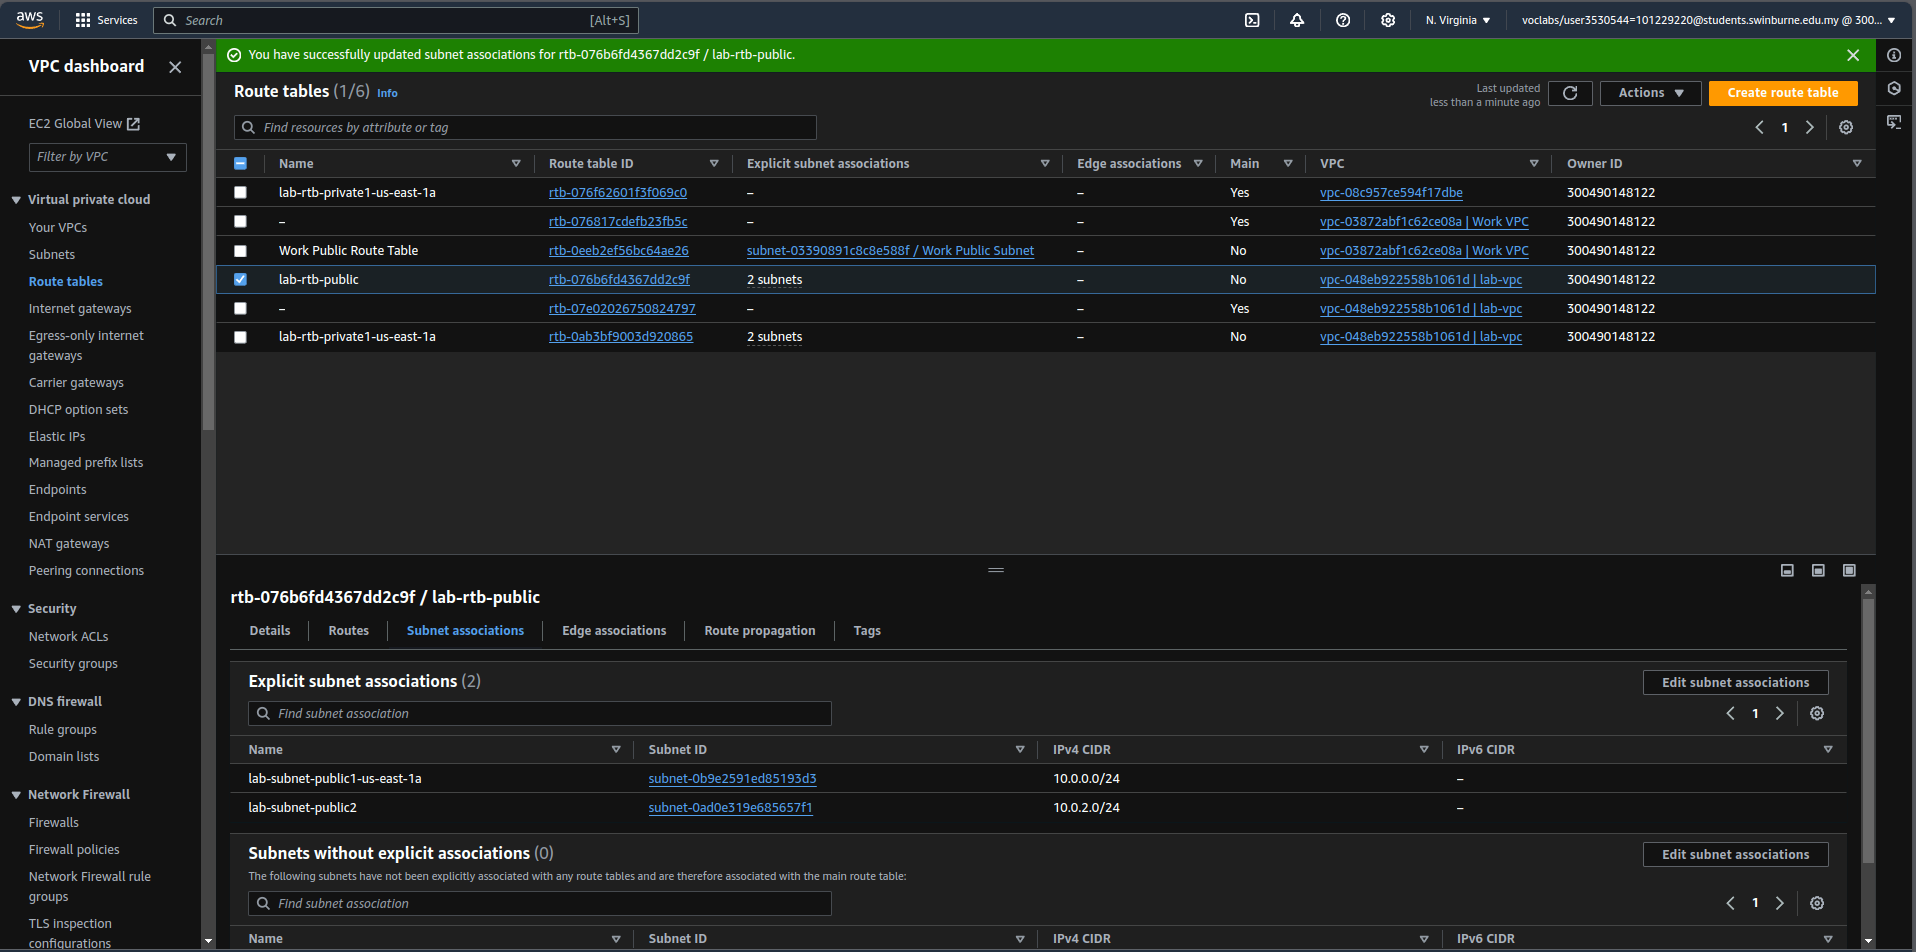 aws
Services
Search
[Alt+S]
N. Virginia
voclabs/user3530544=101229220@students.swinburne.edu.my @ 300...
VPC dashboard
EC2 Global View
Filter by VPC
Virtual private cloud
Your VPCs
Subnets
Route tables
Internet gateways
Egress-only internet
gateways
Carrier gateways
DHCP option sets
Elastic IPs
Managed prefix lists
Endpoints
Endpoint services
NAT gateways
Peering connections
Security
Network ACLs
Security groups
DNS firewall
Rule groups
Domain lists
Network Firewall
Firewalls
Firewall policies
Network Firewall rule
groups
TLS inspection
configurations
You have successfully updated subnet associations for rtb-076b6fd4367dd2c9f / lab-rtb-public.
Route tables (1/6) Info
Last updated
less than a minute ago
Actions
Create route table
Find resources by attribute or tag
1
Name Route table ID Explicit subnet associations Edge associations Main VPC Owner ID
lab-rtb-private1-us-east-1a rtb-076f62601f3f069c0 – – Yes vpc-08c957ce594f17dbe 300490148122
– rtb-076817cdefb23fb5c – – Yes vpc-03872abf1c62ce08a | Work VPC 300490148122
Work Public Route Table rtb-0eeb2ef56bc64ae26 subnet-03390891c8c8e588f / Work Public Subnet – No vpc-03872abf1c62ce08a | Work VPC 300490148122
lab-rtb-public rtb-076b6fd4367dd2c9f 2 subnets – No vpc-048eb922558b1061d | lab-vpc 300490148122
– rtb-07e02026750824797 – – Yes vpc-048eb922558b1061d | lab-vpc 300490148122
lab-rtb-private1-us-east-1a rtb-0ab3bf9003d920865 2 subnets – No vpc-048eb922558b1061d | lab-vpc 300490148122
rtb-076b6fd4367dd2c9f / lab-rtb-public
Details Routes Subnet associations Edge associations Route propagation Tags
Explicit subnet associations (2)
Edit subnet associations
Find subnet association
1
Name Subnet ID IPv4 CIDR IPv6 CIDR
lab-subnet-public1-us-east-1a subnet-0b9e2591ed85193d3 10.0.0.0/24 –
lab-subnet-public2 subnet-0ad0e319e685657f1 10.0.2.0/24 –
Subnets without explicit associations (0)
Edit subnet associations
The following subnets have not been explicitly associated with any route tables and are therefore associated with the main route table:
Find subnet association
1
Name Subnet ID IPv4 CIDR IPv6 CIDR